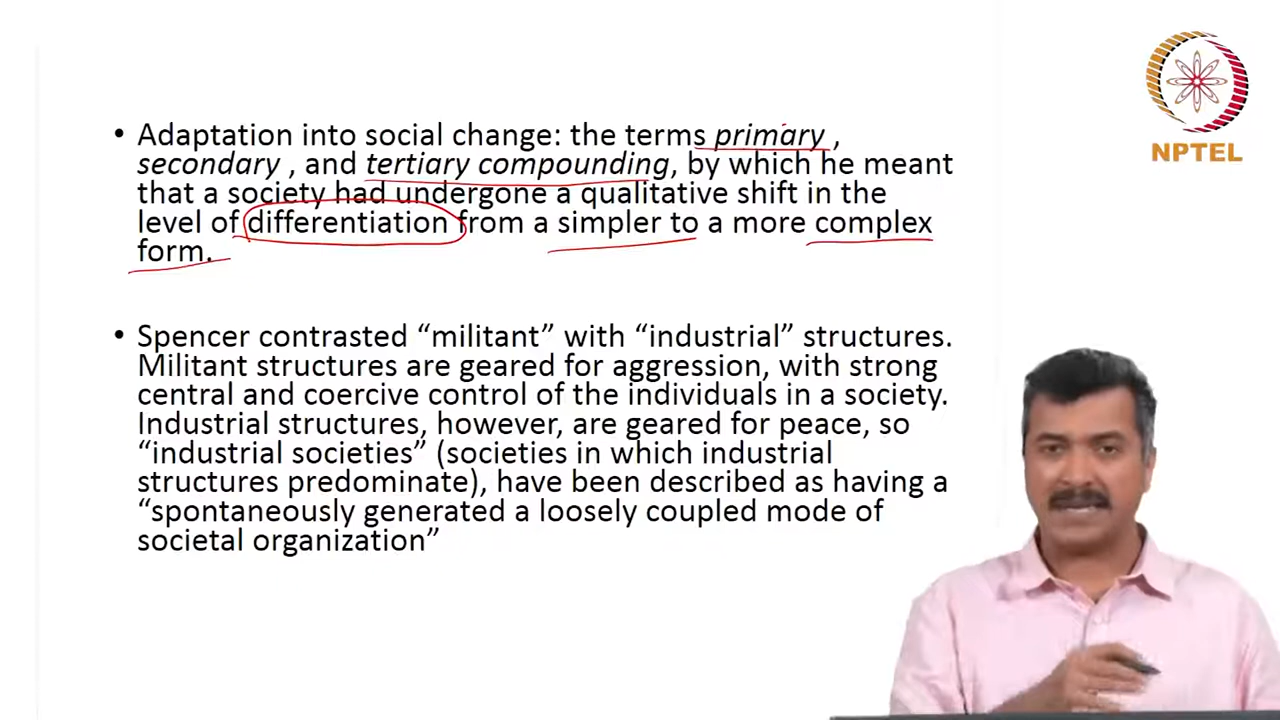 NPTEL
• Adaptation into social change: the terms primary ,
secondary , and tertiary compounding, by which he meant
that a society had undergone a qualitative shift in the
level of differentiation from a simpler to a more complex
form.
• Spencer contrasted “militant” with “industrial” structures.
Militant structures are geared for aggression, with strong
central and coercive control of the individuals in a society.
Industrial structures, however, are geared for peace, so
“industrial societies” (societies in which industrial
structures predominate), have been described as having a
“spontaneously generated a loosely coupled mode of
societal organization”